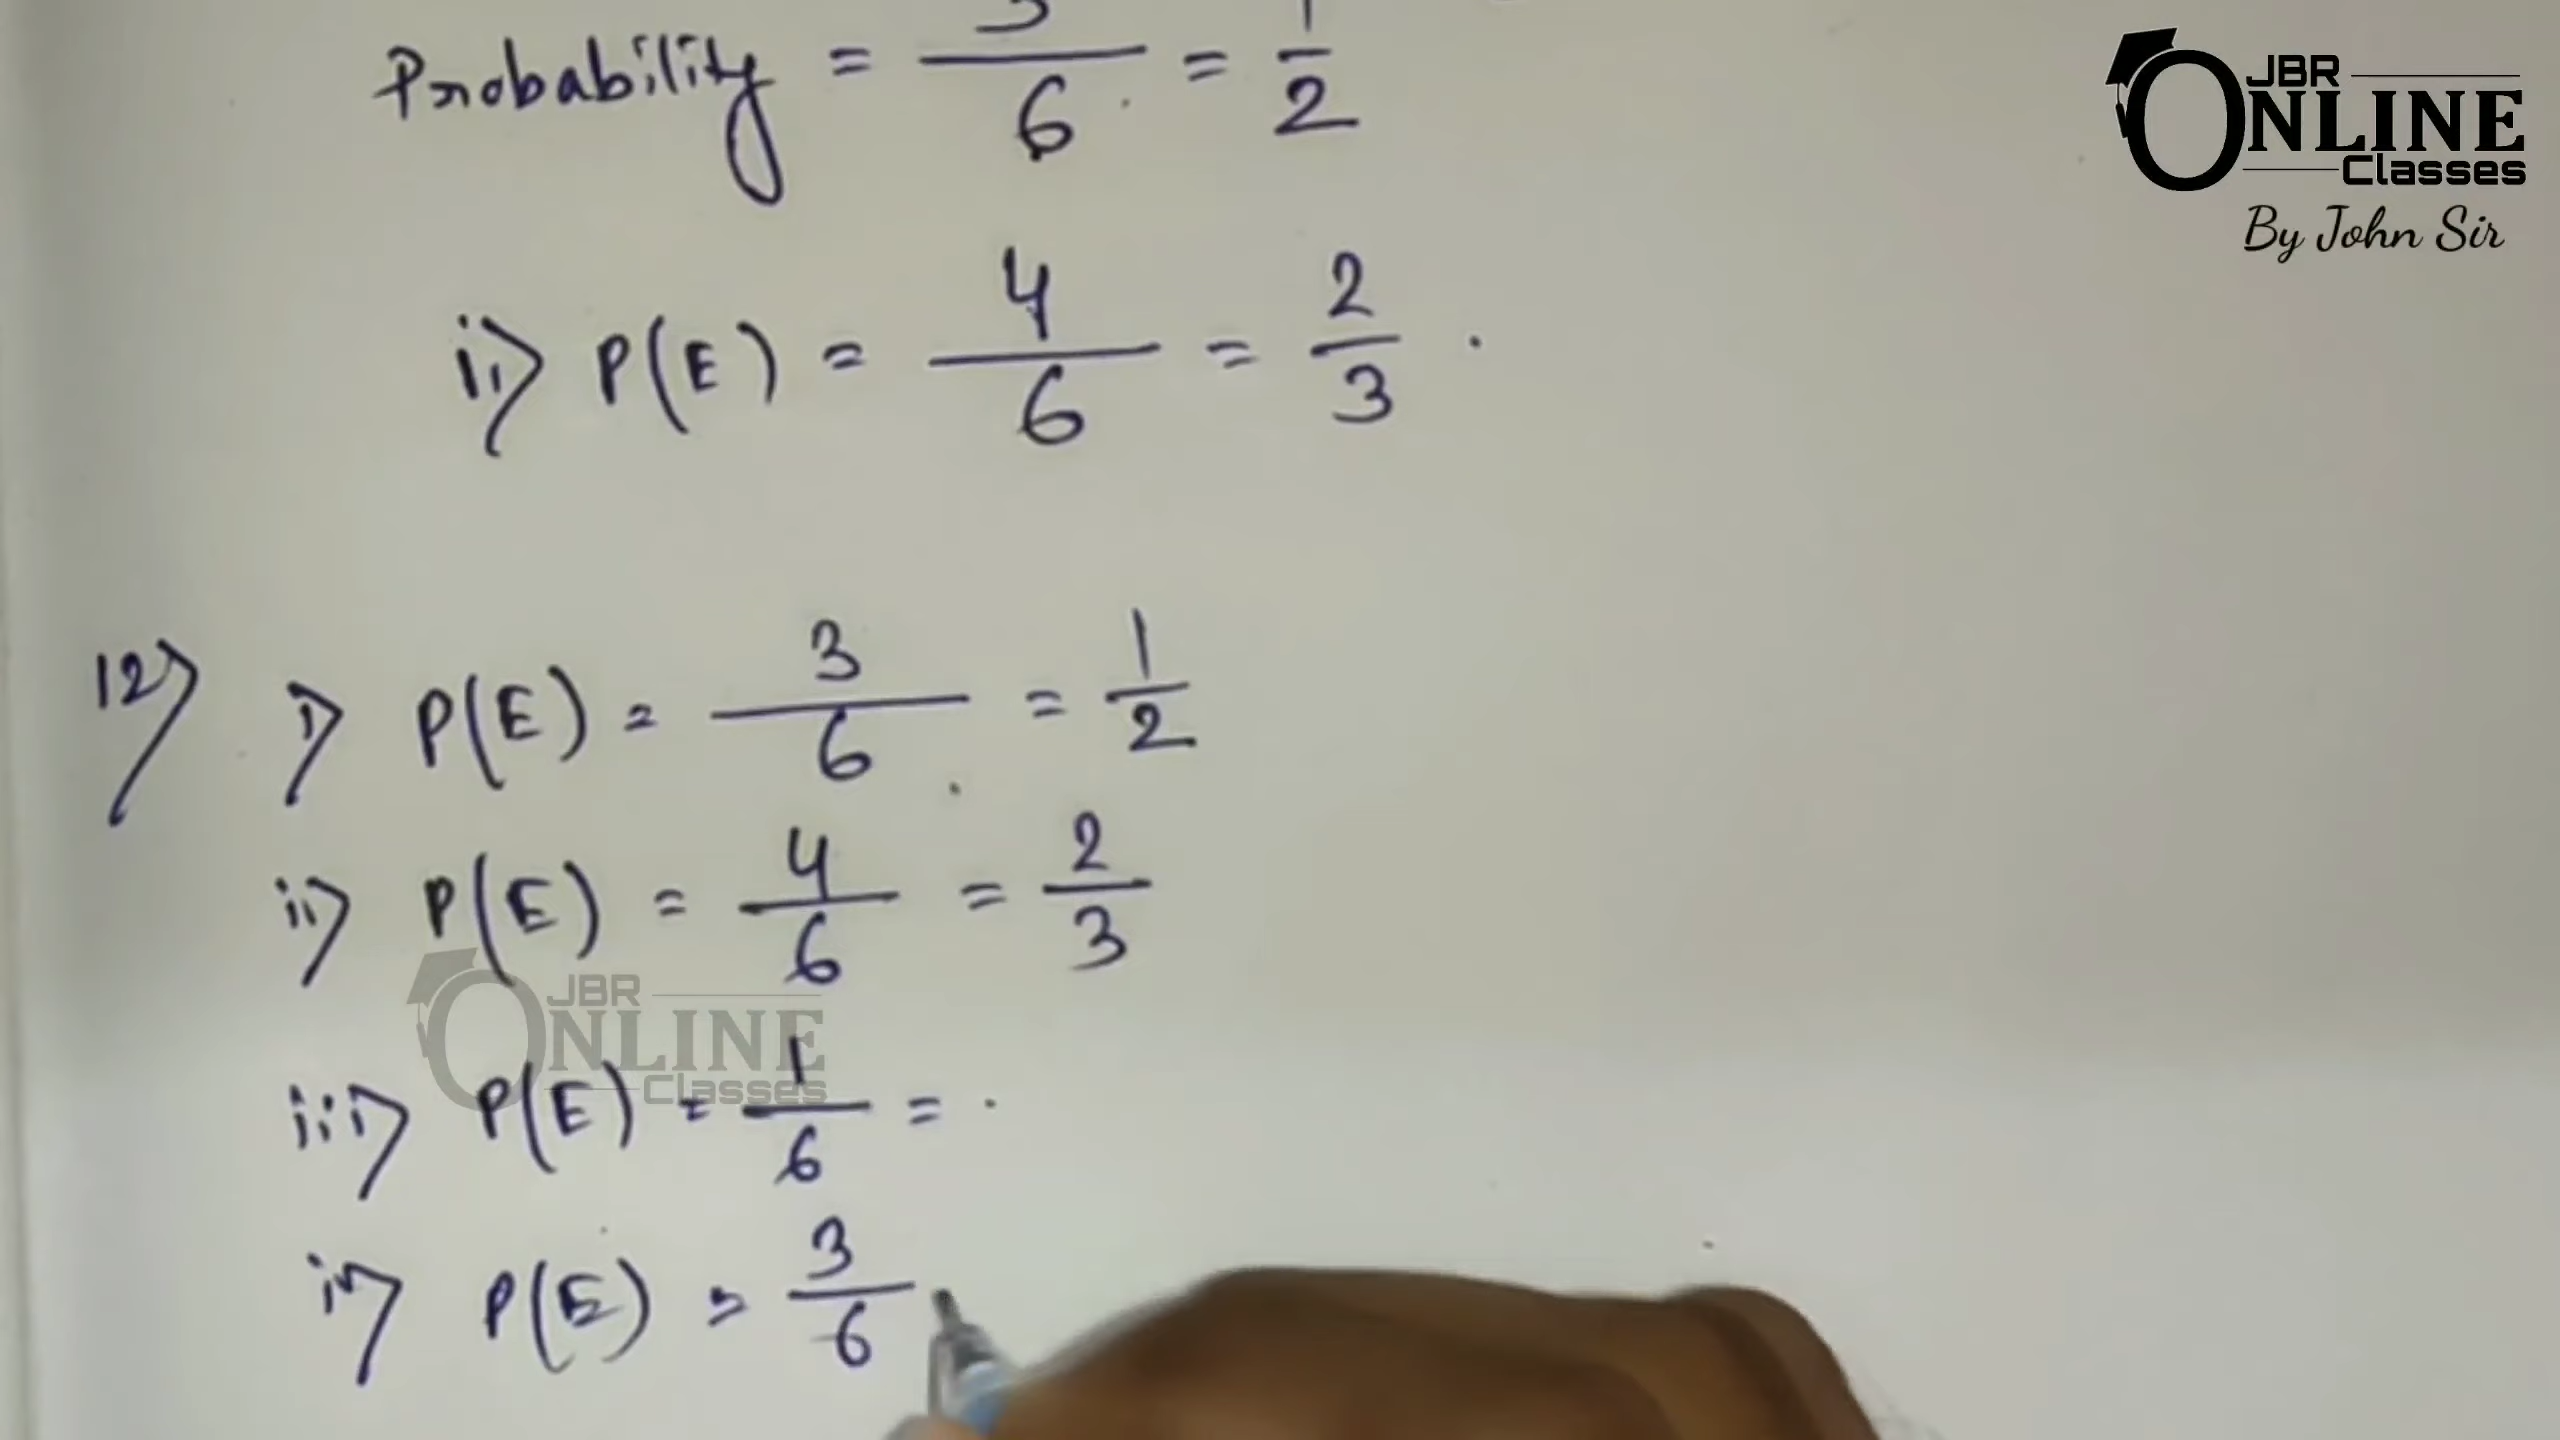 Probability = 3/6 = 1/2
JBR
ONLINE
Classes
By John Sir
ii) P(E) = 4/6 = 2/3 .
12) i) P(E) = 3/6 = 1/2
ii) P(E) = 4/6 = 2/3
JBR
ONLINE
Classes
iii) P(E) = 1/6 = .
iv) P(E) = 3/6